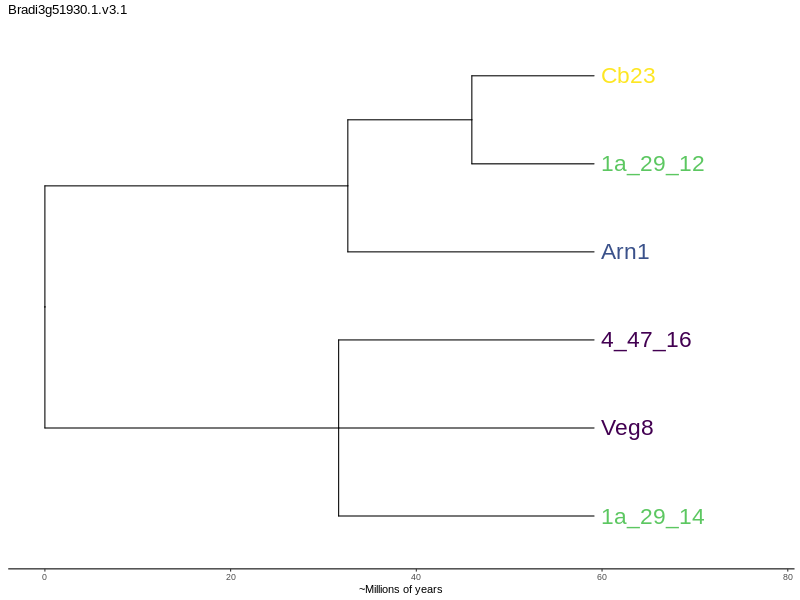 Bradi3g51930.1.v3.1
Cb23
1a_29_12
Arn1
4_47_16
Veg8
1a_29_14
0 20 40 60 80
~Millions of years